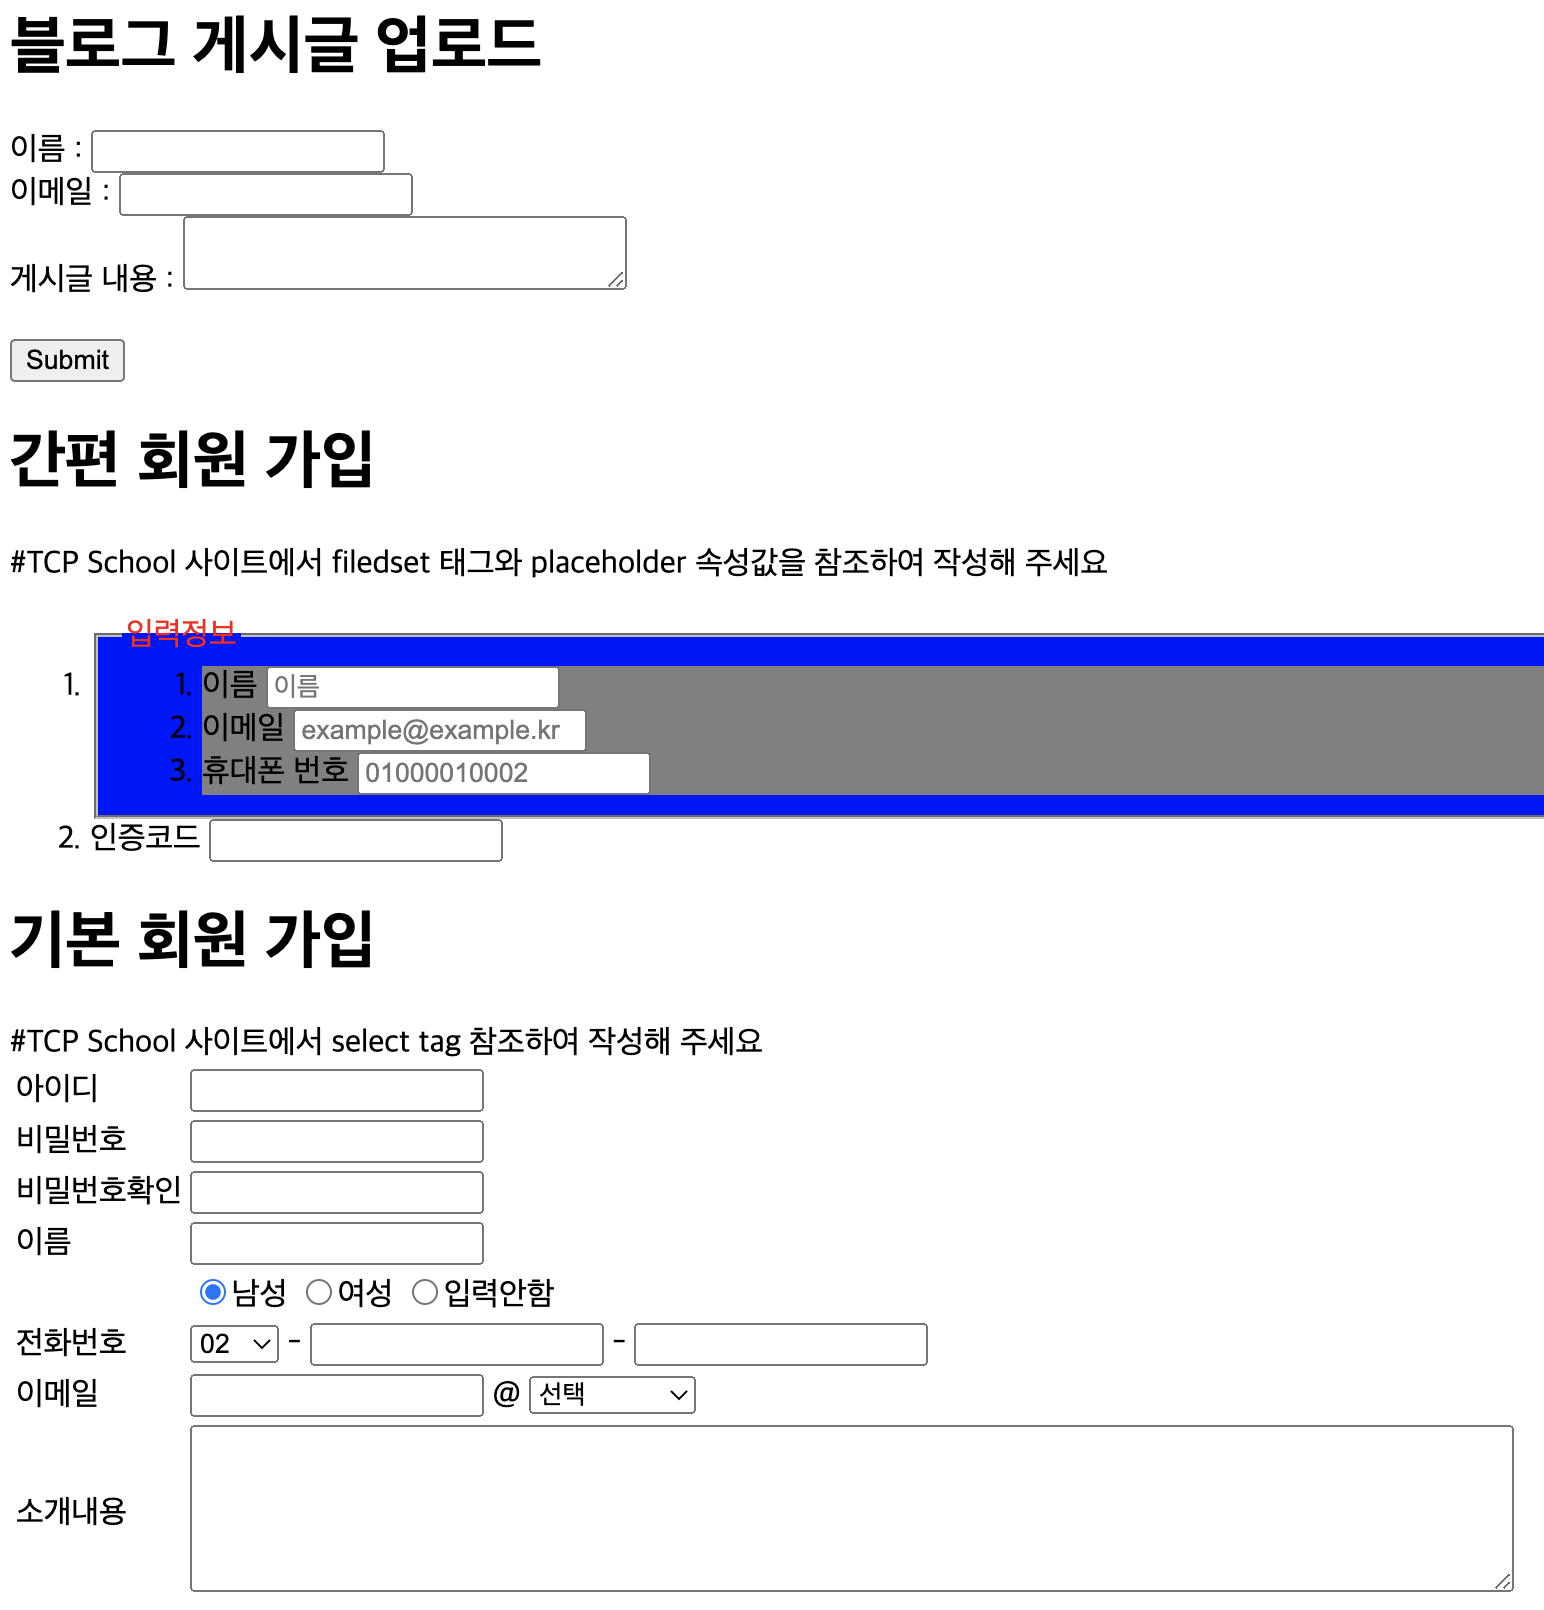 블로그 게시글 업로드
이름 :
이메일 :
게시글 내용 :
Submit
간편 회원 가입
#TCP School 사이트에서 filedset 태그와 placeholder 속성값을 참조하여 작성해 주세요
입력정보
1.
1. 이름 이름
2. 이메일 example@example.kr
3. 휴대폰 번호 01000010002
2. 인증코드
기본 회원 가입
#TCP School 사이트에서 select tag 참조하여 작성해 주세요
아이디
비밀번호
비밀번호확인
이름
남성 여성 입력안함
전화번호 02 - -
이메일 @ 선택
소개내용